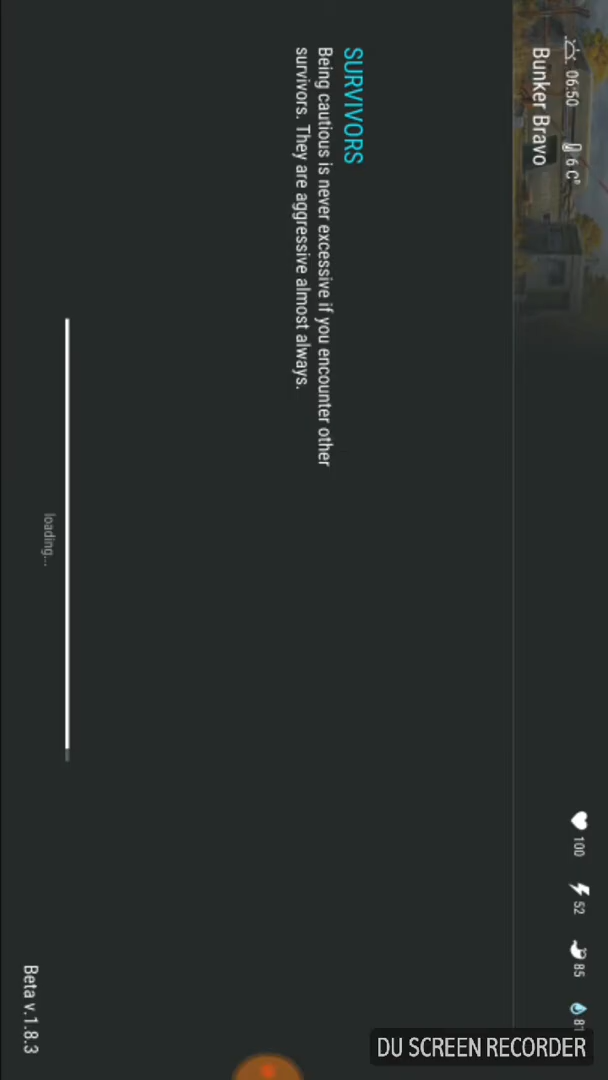 06:50 6 C°
100 52 85 81
Bunker Bravo
SURVIVORS
Being cautious is never excessive if you encounter other
survivors. They are aggressive almost always.
loading...
Beta v.1.8.3
DU SCREEN RECORDER